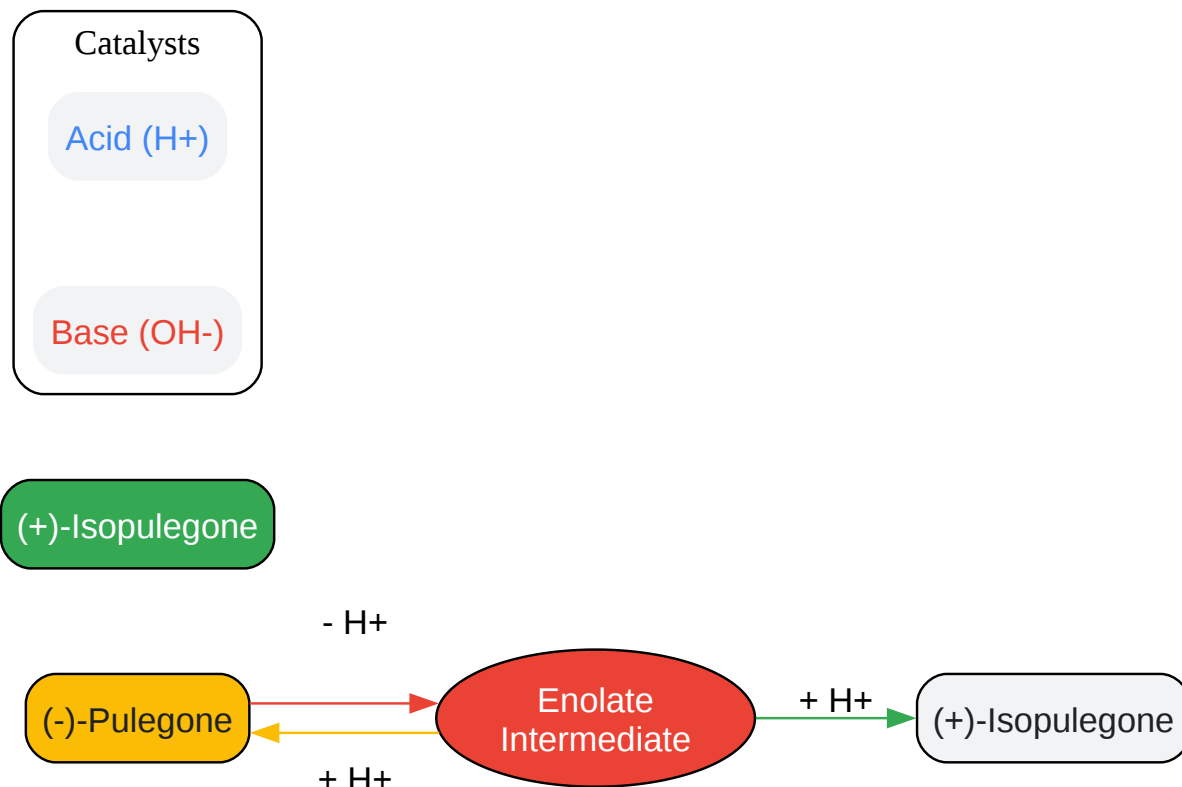 Catalysts
Acid (H+)
Base (OH-)
(+)-Isopulegone
- H+
(-)-Pulegone
Enolate
Intermediate
+ H+
(+)-Isopulegone
+ H+